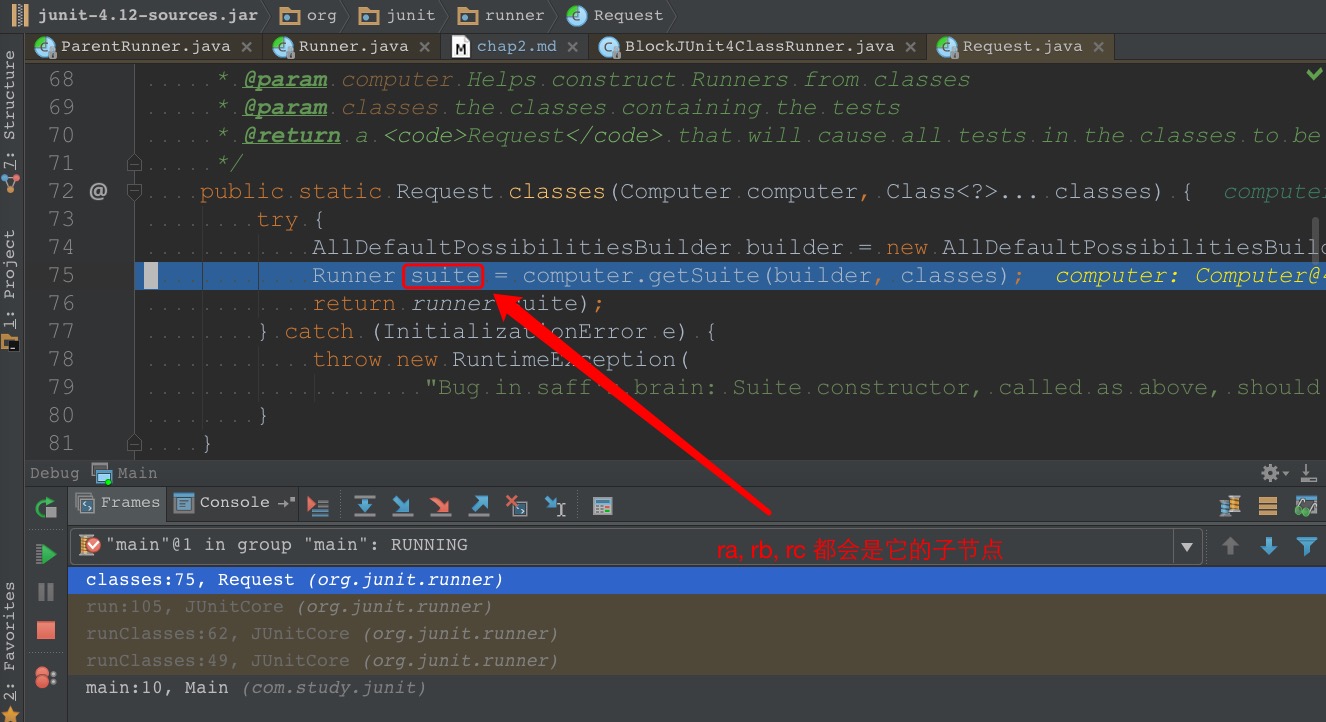 junit-4.12-sources.jar org junit runner Request
ParentRunner.java Runner.java chap2.md BlockJUnit4ClassRunner.java Request.java
7: Structure
1: Project
2: Favorites
68 * @param computer Helps construct Runners from classes
69 * @param classes the classes containing the tests
70 * @return a <code>Request</code> that will cause all tests in the classes to be
71 */
72 @ public static Request classes(Computer computer, Class<?>... classes) { compute
73 try {
74 AllDefaultPossibilitiesBuilder builder = new AllDefaultPossibilitiesBuil
75 Runner suite = computer.getSuite(builder, classes); computer: Computer@
76 return runner(suite);
77 } catch (InitializationError e) {
78 throw new RuntimeException(
79 "Bug in saff's brain: Suite constructor, called as above, should
80 }
81 }
Debug Main
Frames Console
"main"@1 in group "main": RUNNING
ra, rb, rc 都会是它的子节点
classes:75, Request (org.junit.runner)
run:105, JUnitCore (org.junit.runner)
runClasses:62, JUnitCore (org.junit.runner)
runClasses:49, JUnitCore (org.junit.runner)
main:10, Main (com.study.junit)